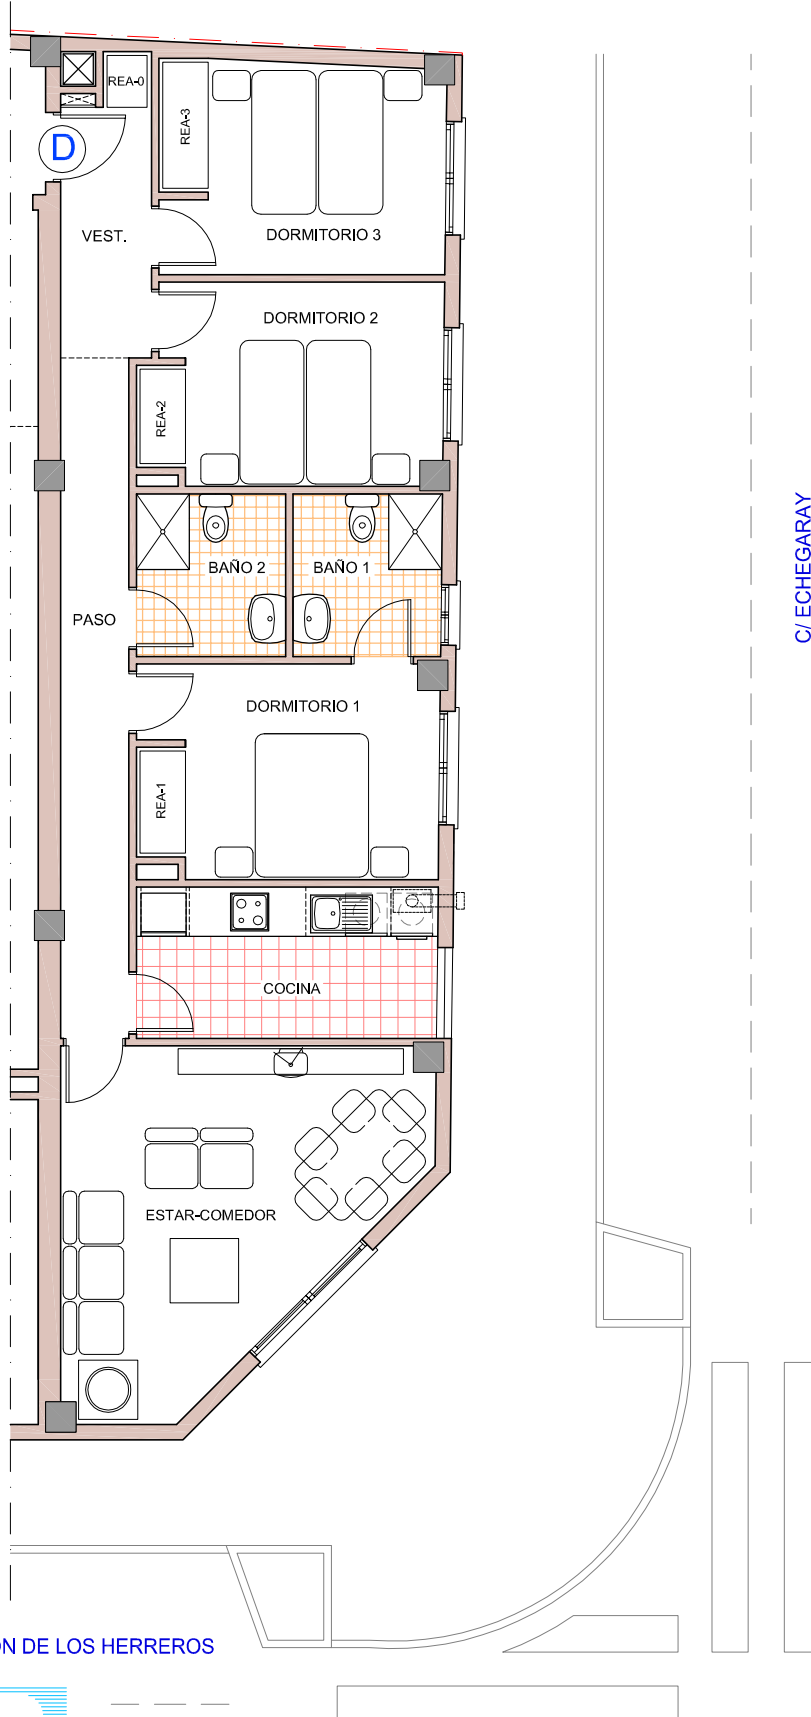 REA-0
REA-3
D
VEST.
DORMITORIO 3
DORMITORIO 2
REA-2
C/ ECHEGARAY
BAÑO 2
BAÑO 1
PASO
DORMITORIO 1
REA-1
COCINA
ESTAR-COMEDOR
ON DE LOS HERREROS